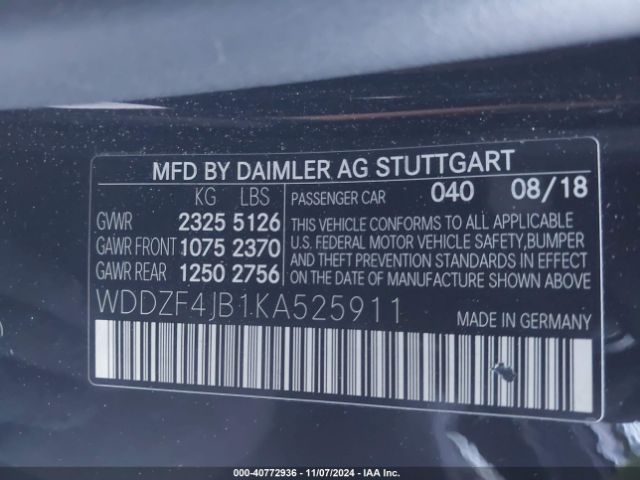 MFD BY DAIMLER AG STUTTGART
KG LBS
GVWR 2325 5126
GAWR FRONT 1075 2370
GAWR REAR 1250 2756
PASSENGER CAR 040 08/18
THIS VEHICLE CONFORMS TO ALL APPLICABLE
U.S. FEDERAL MOTOR VEHICLE SAFETY, BUMPER
AND THEFT PREVENTION STANDARDS IN EFFECT
ON THE DATE OF MANUFACTURE SHOWN ABOVE
WDDZF4JB1KA525911
MADE IN GERMANY
000-40772936 - 11/07/2024 - IAA Inc.